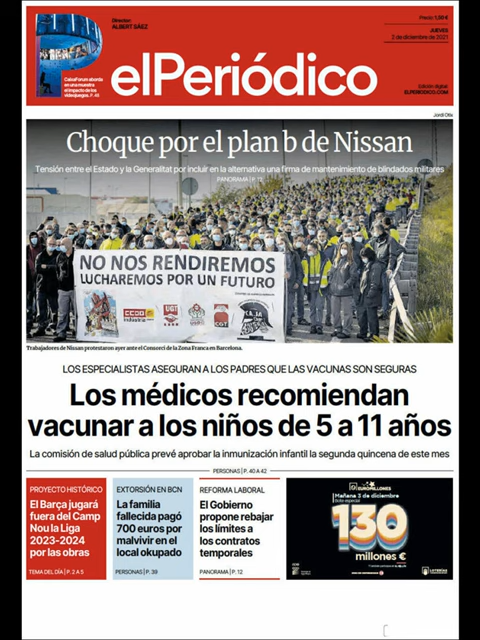 Director:
ALBERT SÁEZ
Precio: 1,50 €
JUEVES
2 de diciembre de 2021
CaixaForum aborda
en una muestra
el impacto de los
videojuegos. P. 46
elPeriódico
Edición digital:
ELPERIODICO.COM
Jordi Otix
Choque por el plan b de Nissan
Tensión entre el Estado y la Generalitat por incluir en la alternativa una firma de mantenimiento de blindados militares
PANORAMA | P. 13
NO NOS RENDIREMOS
LUCHAREMOS POR UN FUTURO
CCOO
industria
UGT
USOC
CGT
Trabajadores de Nissan protestaron ayer ante el Consorci de la Zona Franca en Barcelona.
LOS ESPECIALISTAS ASEGURAN A LOS PADRES QUE LAS VACUNAS SON SEGURAS
Los médicos recomiendan
vacunar a los niños de 5 a 11 años
La comisión de salud pública prevé aprobar la inmunización infantil la segunda quincena de este mes
PERSONAS | P. 40 A 42
PROYECTO HISTÓRICO
El Barça jugará
fuera del Camp
Nou la Liga
2023-2024
por las obras
TEMA DEL DÍA | P. 2 A 5
EXTORSIÓN EN BCN
La familia
fallecida pagó
700 euros por
malvivir en el
local okupado
PERSONAS | P. 39
REFORMA LABORAL
El Gobierno
propone rebajar
los límites a
los contratos
temporales
PANORAMA | P. 12
EUROMILLONES
Mañana 3 de diciembre
Bote especial
130
millones €
LOTERÍAS